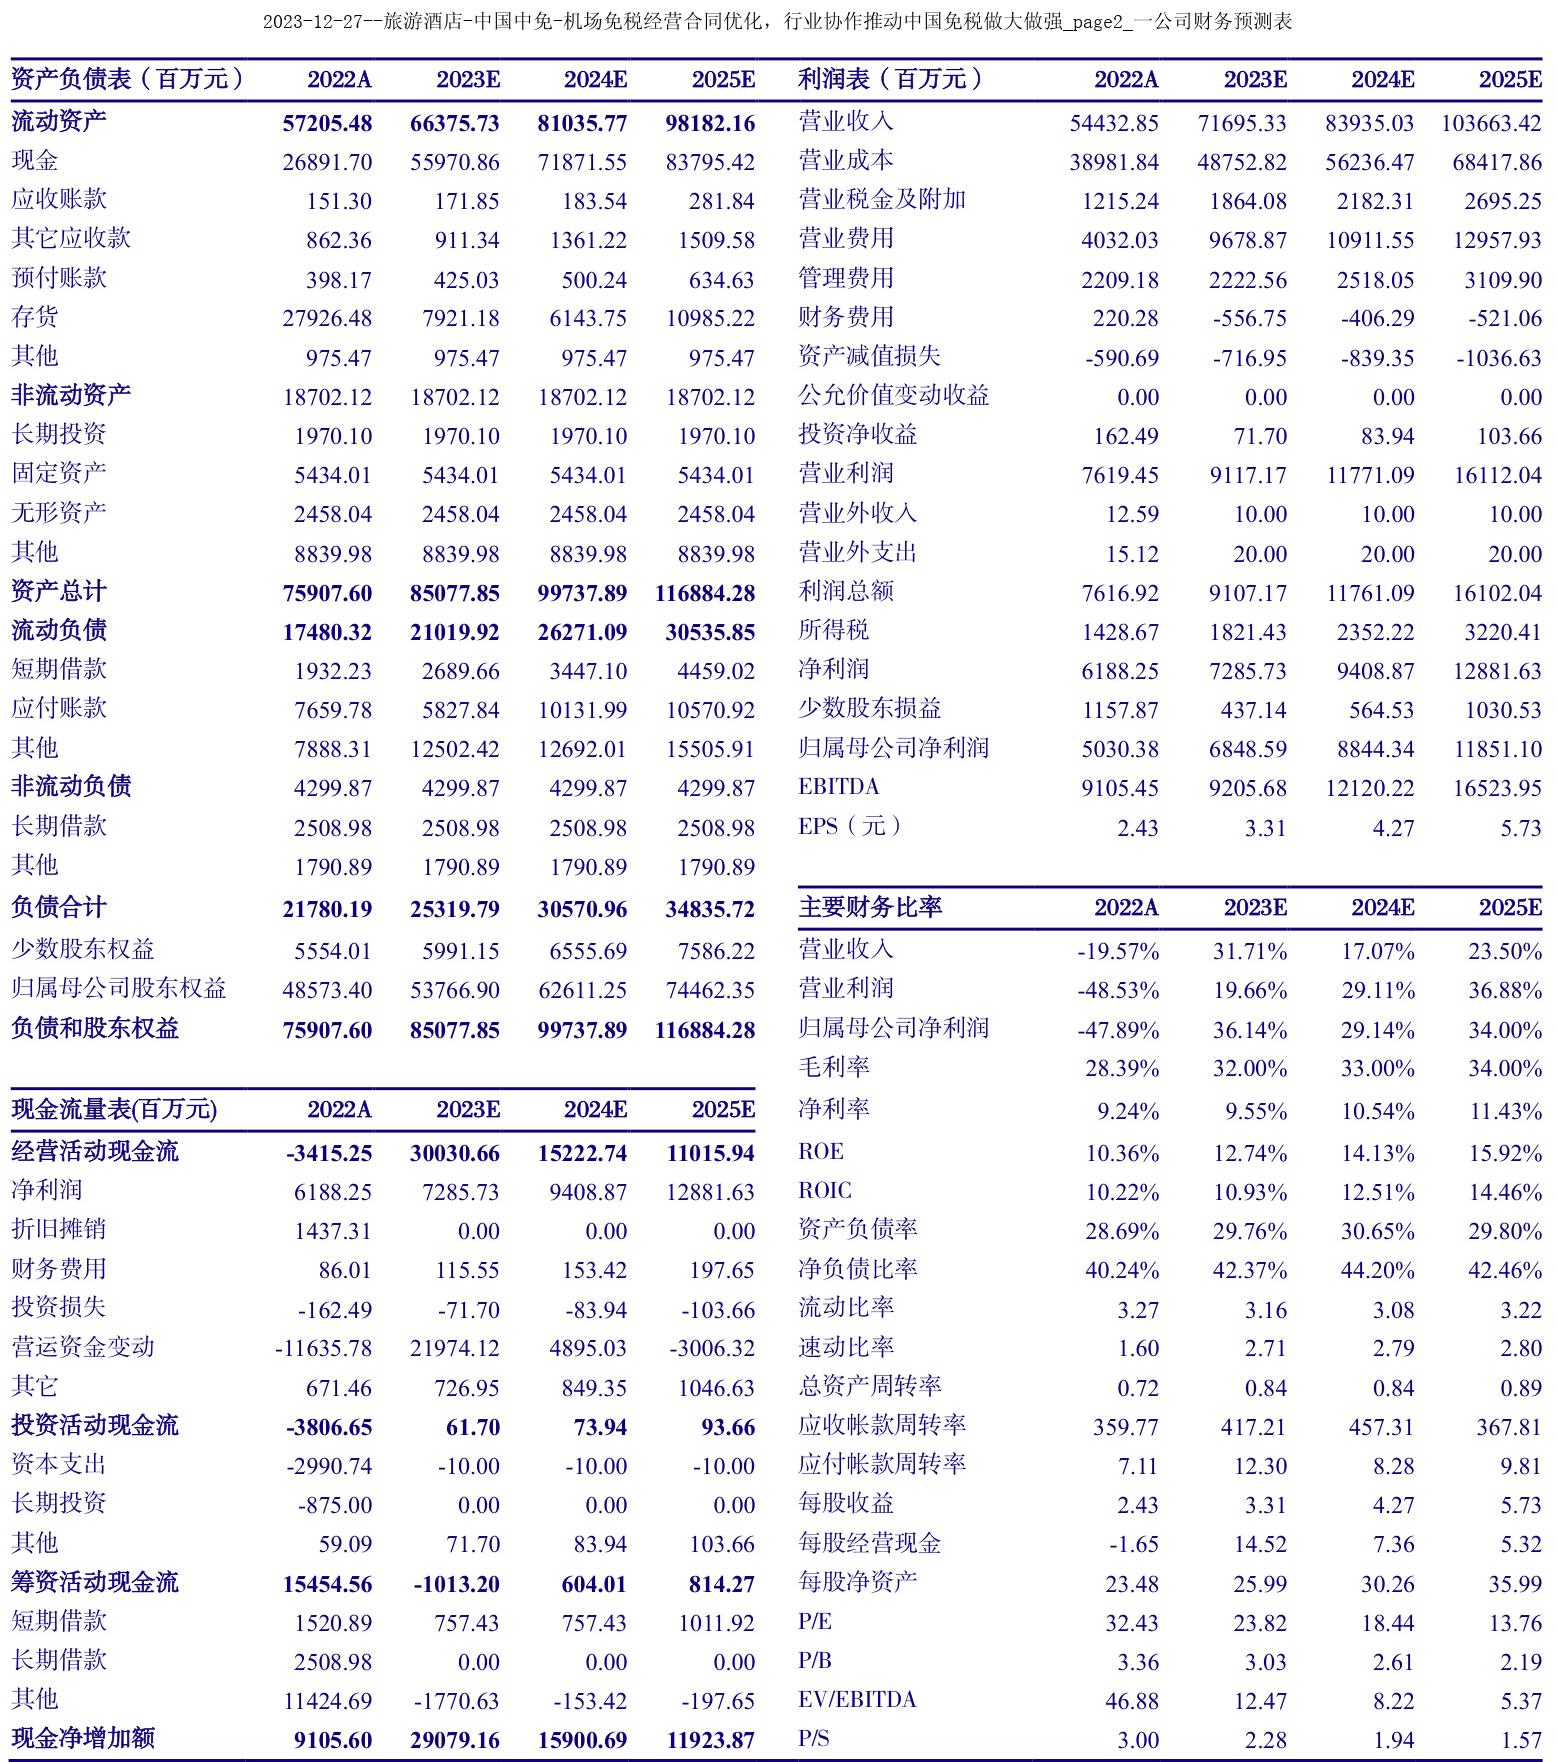 2023-12-27--旅游酒店-中国中免-机场免税经营合同优化，行业协作推动中国免税做大做强_page2_一公司财务预测表
资产负债表（百万元） 2022A 2023E 2024E 2025E
流动资产 57205.48 66375.73 81035.77 98182.16
现金 26891.70 55970.86 71871.55 83795.42
应收账款 151.30 171.85 183.54 281.84
其它应收款 862.36 911.34 1361.22 1509.58
预付账款 398.17 425.03 500.24 634.63
存货 27926.48 7921.18 6143.75 10985.22
其他 975.47 975.47 975.47 975.47
非流动资产 18702.12 18702.12 18702.12 18702.12
长期投资 1970.10 1970.10 1970.10 1970.10
固定资产 5434.01 5434.01 5434.01 5434.01
无形资产 2458.04 2458.04 2458.04 2458.04
其他 8839.98 8839.98 8839.98 8839.98
资产总计 75907.60 85077.85 99737.89 116884.28
流动负债 17480.32 21019.92 26271.09 30535.85
短期借款 1932.23 2689.66 3447.10 4459.02
应付账款 7659.78 5827.84 10131.99 10570.92
其他 7888.31 12502.42 12692.01 15505.91
非流动负债 4299.87 4299.87 4299.87 4299.87
长期借款 2508.98 2508.98 2508.98 2508.98
其他 1790.89 1790.89 1790.89 1790.89
负债合计 21780.19 25319.79 30570.96 34835.72
少数股东权益 5554.01 5991.15 6555.69 7586.22
归属母公司股东权益 48573.40 53766.90 62611.25 74462.35
负债和股东权益 75907.60 85077.85 99737.89 116884.28
现金流量表(百万元) 2022A 2023E 2024E 2025E
经营活动现金流 -3415.25 30030.66 15222.74 11015.94
净利润 6188.25 7285.73 9408.87 12881.63
折旧摊销 1437.31 0.00 0.00 0.00
财务费用 86.01 115.55 153.42 197.65
投资损失 -162.49 -71.70 -83.94 -103.66
营运资金变动 -11635.78 21974.12 4895.03 -3006.32
其它 671.46 726.95 849.35 1046.63
投资活动现金流 -3806.65 61.70 73.94 93.66
资本支出 -2990.74 -10.00 -10.00 -10.00
长期投资 -875.00 0.00 0.00 0.00
其他 59.09 71.70 83.94 103.66
筹资活动现金流 15454.56 -1013.20 604.01 814.27
短期借款 1520.89 757.43 757.43 1011.92
长期借款 2508.98 0.00 0.00 0.00
其他 11424.69 -1770.63 -153.42 -197.65
现金净增加额 9105.60 29079.16 15900.69 11923.87
利润表（百万元） 2022A 2023E 2024E 2025E
营业收入 54432.85 71695.33 83935.03 103663.42
营业成本 38981.84 48752.82 56236.47 68417.86
营业税金及附加 1215.24 1864.08 2182.31 2695.25
营业费用 4032.03 9678.87 10911.55 12957.93
管理费用 2209.18 2222.56 2518.05 3109.90
财务费用 220.28 -556.75 -406.29 -521.06
资产减值损失 -590.69 -716.95 -839.35 -1036.63
公允价值变动收益 0.00 0.00 0.00 0.00
投资净收益 162.49 71.70 83.94 103.66
营业利润 7619.45 9117.17 11771.09 16112.04
营业外收入 12.59 10.00 10.00 10.00
营业外支出 15.12 20.00 20.00 20.00
利润总额 7616.92 9107.17 11761.09 16102.04
所得税 1428.67 1821.43 2352.22 3220.41
净利润 6188.25 7285.73 9408.87 12881.63
少数股东损益 1157.87 437.14 564.53 1030.53
归属母公司净利润 5030.38 6848.59 8844.34 11851.10
EBITDA 9105.45 9205.68 12120.22 16523.95
EPS（元） 2.43 3.31 4.27 5.73
主要财务比率 2022A 2023E 2024E 2025E
营业收入 -19.57% 31.71% 17.07% 23.50%
营业利润 -48.53% 19.66% 29.11% 36.88%
归属母公司净利润 -47.89% 36.14% 29.14% 34.00%
毛利率 28.39% 32.00% 33.00% 34.00%
净利率 9.24% 9.55% 10.54% 11.43%
ROE 10.36% 12.74% 14.13% 15.92%
ROIC 10.22% 10.93% 12.51% 14.46%
资产负债率 28.69% 29.76% 30.65% 29.80%
净负债比率 40.24% 42.37% 44.20% 42.46%
流动比率 3.27 3.16 3.08 3.22
速动比率 1.60 2.71 2.79 2.80
总资产周转率 0.72 0.84 0.84 0.89
应收帐款周转率 359.77 417.21 457.31 367.81
应付帐款周转率 7.11 12.30 8.28 9.81
每股收益 2.43 3.31 4.27 5.73
每股经营现金 -1.65 14.52 7.36 5.32
每股净资产 23.48 25.99 30.26 35.99
P/E 32.43 23.82 18.44 13.76
P/B 3.36 3.03 2.61 2.19
EV/EBITDA 46.88 12.47 8.22 5.37
P/S 3.00 2.28 1.94 1.57